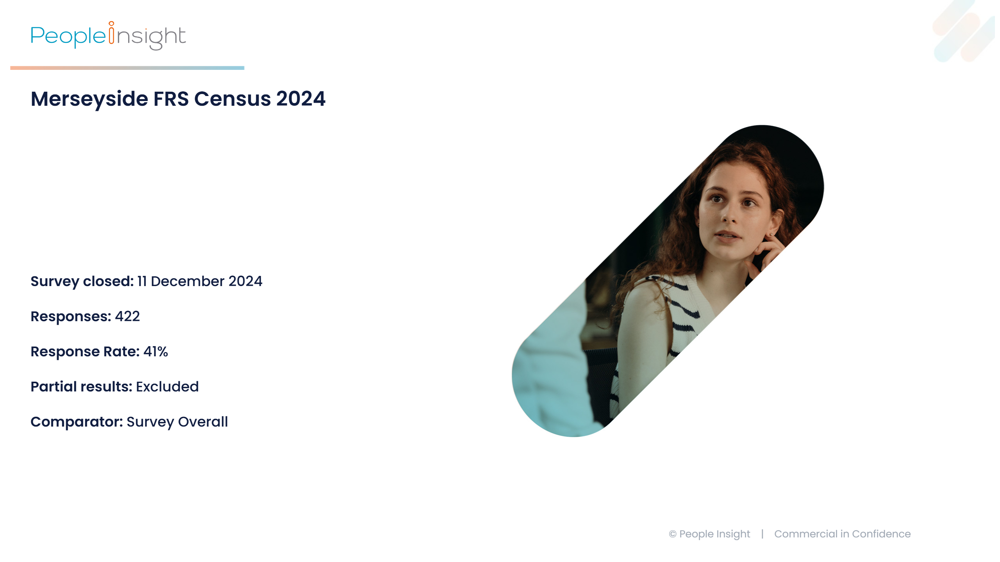 PeopleInsight
Merseyside FRS Census 2024
Survey closed: 11 December 2024
Responses: 422
Response Rate: 41%
Partial results: Excluded
Comparator: Survey Overall
© People Insight | Commercial in Confidence